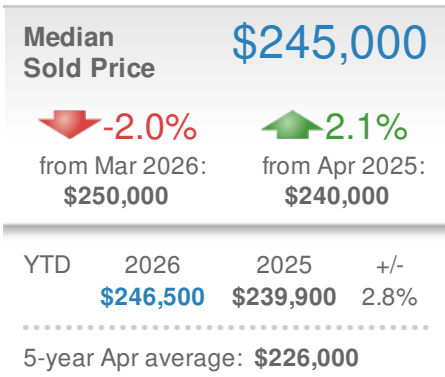 Median $245,000
Sold Price
-2.0% 2.1%
from Mar 2026: from Apr 2025:
$250,000 $240,000
YTD 2026 2025 +/-
$246,500 $239,900 2.8%
5-year Apr average: $226,000